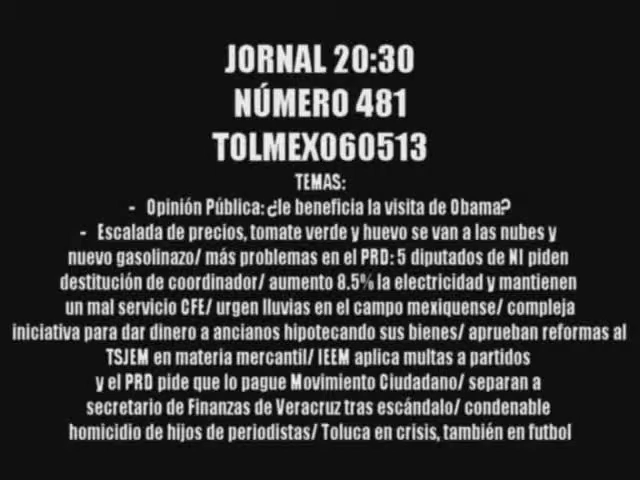 JORNAL 20:30
NÚMERO 481
TOLMEX060513
TEMAS:
- Opinión Pública: ¿le beneficia la visita de Obama?
- Escalada de precios, tomate verde y huevo se van a las nubes y
nuevo gasolinazo/ más problemas en el PRD: 5 diputados de NI piden
destitución de coordinador/ aumento 8.5% la electricidad y mantienen
un mal servicio CFE/ urgen lluvias en el campo mexiquense/ compleja
iniciativa para dar dinero a ancianos hipotecando sus bienes/ aprueban reformas al
TSJEM en materia mercantil/ IEEM aplica multas a partidos
y el PRD pide que lo pague Movimiento Ciudadano/ separan a
secretario de Finanzas de Veracruz tras escándalo/ condenable
homicidio de hijos de periodistas/ Toluca en crisis, también en futbol